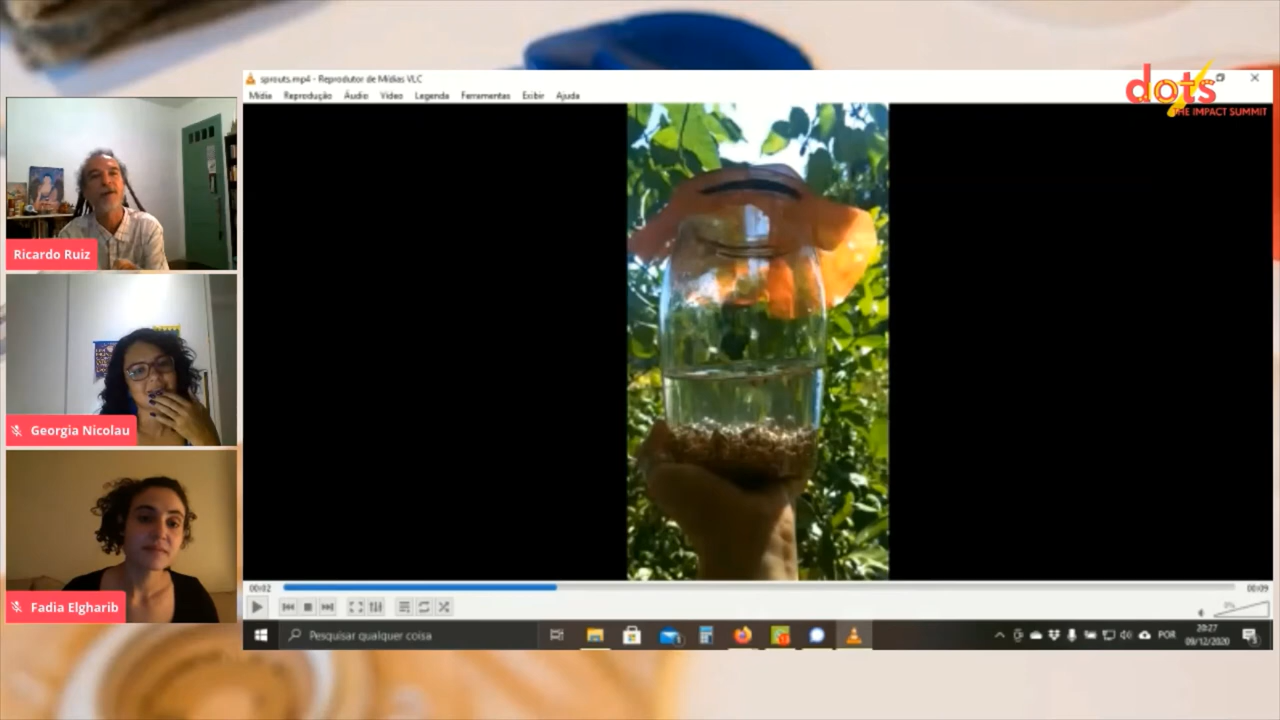 sprouts.mp4 - Reprodutor de Mídias VLC
dots
THE IMPACT SUMMIT
Mídia Reprodução Áudio Vídeo Legenda Ferramentas Exibir Ajuda
Ricardo Ruiz
Georgia Nicolau
Fadia Elgharib
00:02
00:09
0%
Pesquisar qualquer coisa
POR
20:27
09/12/2020